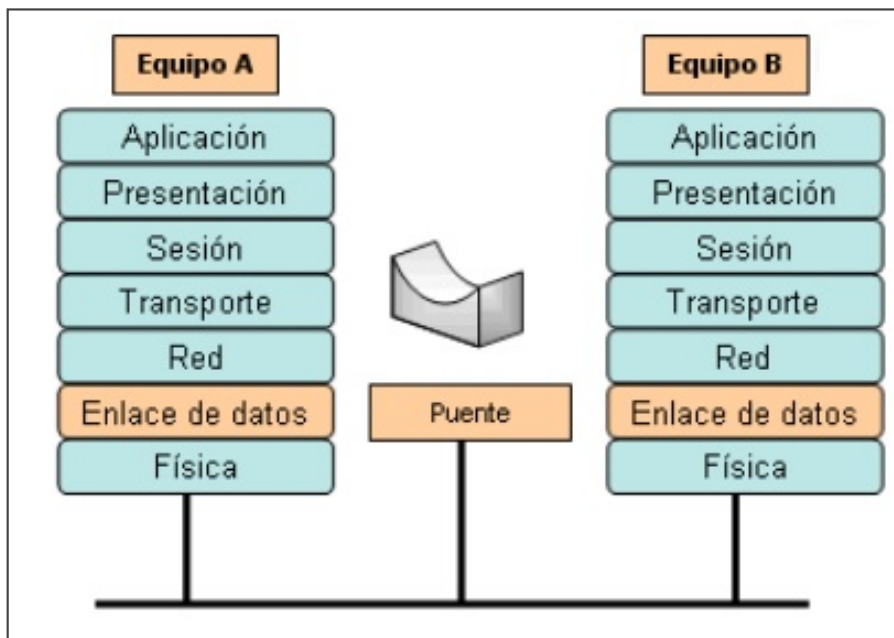 Equipo A
Aplicación
Presentación
Sesión
Transporte
Red
Enlace de datos
Física
Puente
Equipo B
Aplicación
Presentación
Sesión
Transporte
Red
Enlace de datos
Física